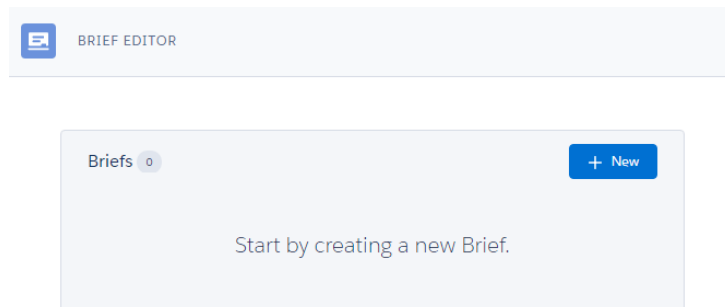 BRIEF EDITOR
Briefs 0
+ New
Start by creating a new Brief.